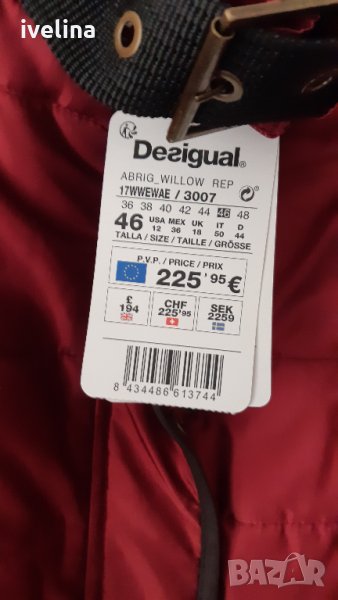 ivelina
Desigual®
ABRIG_WILLOW REP
17WWEWAE / 3007
36 38 40 42 44 46 48
46 USA MEX UK IT D
12 36 18 50 44
TALLA / SIZE / TAILLE / GRÖSSE
P.V.P. / PRICE / PRIX
225'95€
£ CHF SEK
194 225'95 2259
8 434486 613744
BAZAR